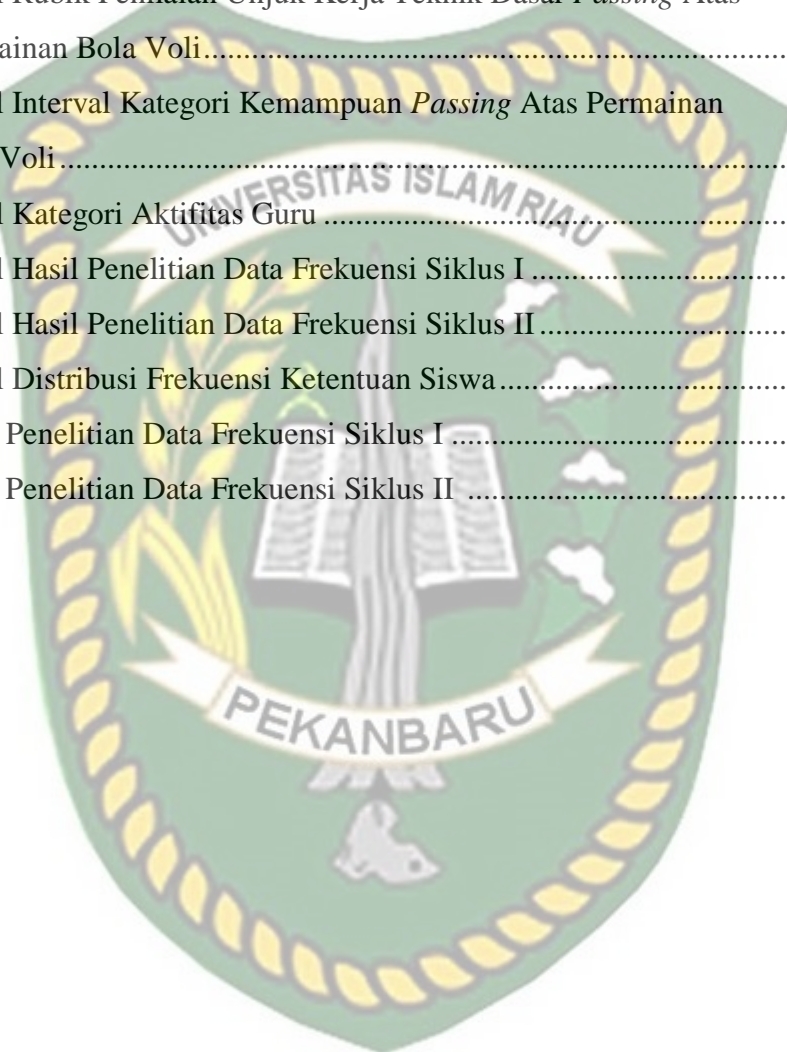 Rubik Penilaian Unjuk Kerja Teknik Dasar Passing Atas
ainan Bola Voli........................................................................
l Interval Kategori Kemampuan Passing Atas Permainan
Voli..........................................................................................
UNIVERSITAS ISLAM RIAU
l Kategori Aktifitas Guru..........................................................
l Hasil Penelitian Data Frekuensi Siklus I................................
l Hasil Penelitian Data Frekuensi Siklus II...............................
l Distribusi Frekuensi Ketentuan Siswa....................................
Penelitian Data Frekuensi Siklus I..........................................
Penelitian Data Frekuensi Siklus II........................................
PEKANBARU